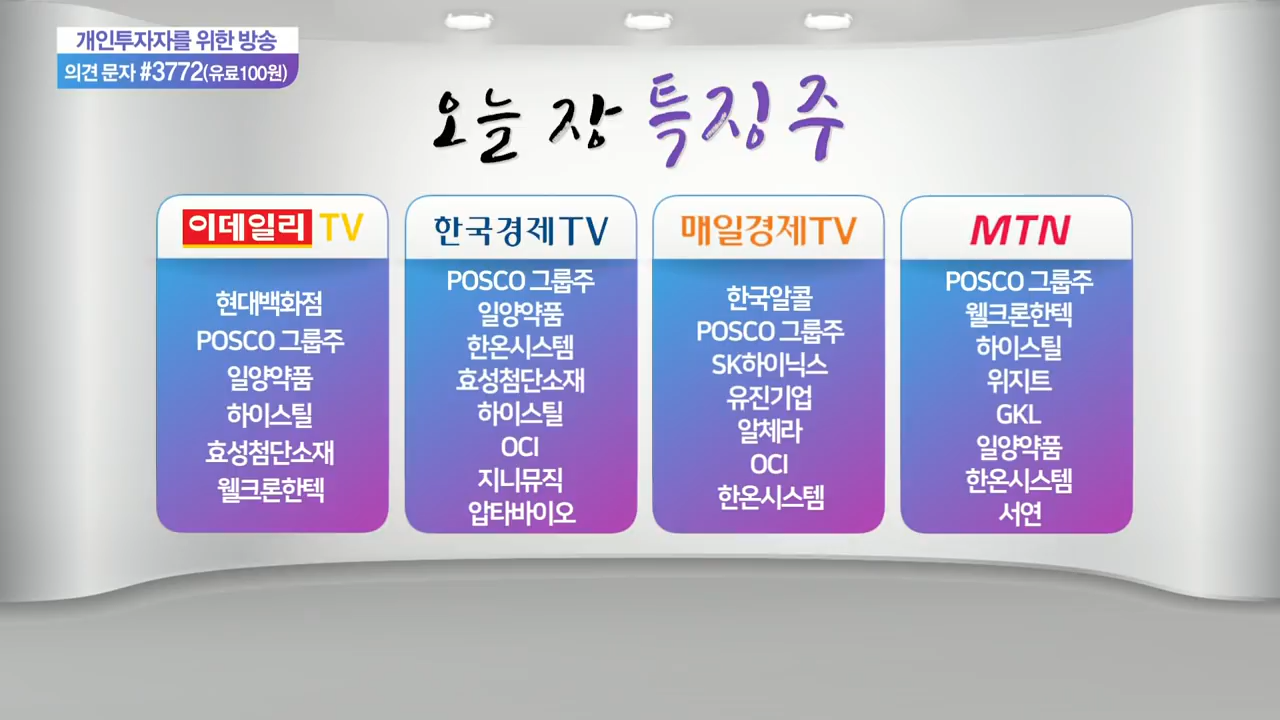 개인투자자를 위한 방송
의견 문자 #3772(유료100원)
오늘 장 특징주
이데일리 TV
현대백화점
POSCO 그룹주
일양약품
하이스틸
효성첨단소재
웰크론한텍
한국경제TV
POSCO 그룹주
일양약품
한온시스템
효성첨단소재
하이스틸
OCI
지니뮤직
압타바이오
매일경제TV
한국알콜
POSCO 그룹주
SK하이닉스
유진기업
알체라
OCI
한온시스템
MTN
POSCO 그룹주
웰크론한텍
하이스틸
위지트
GKL
일양약품
한온시스템
서연